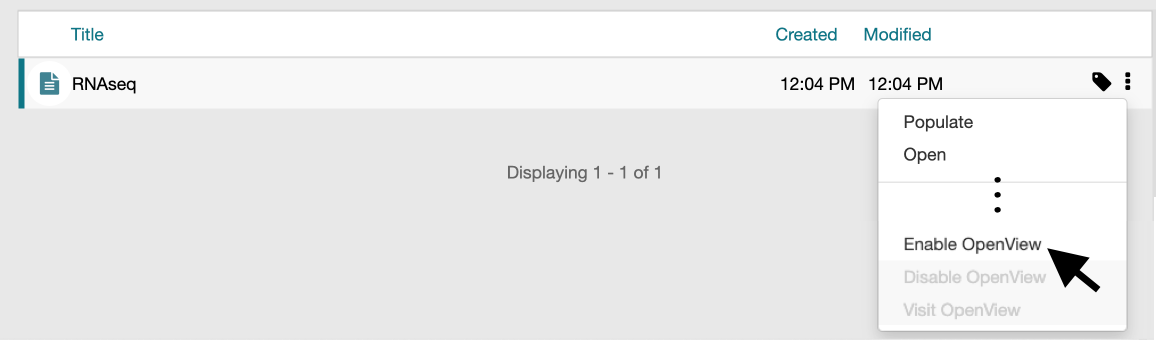 Title Created Modified
RNAseq 12:04 PM 12:04 PM
Populate
Open
Displaying 1 - 1 of 1
Enable OpenView
Disable OpenView
Visit OpenView